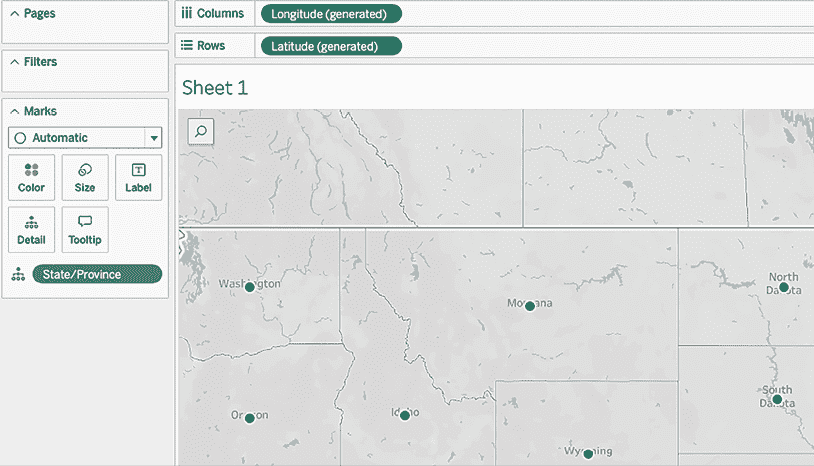 Pages
Columns
Longitude (generated)
Rows
Latitude (generated)
Filters
Sheet 1
Marks
Automatic
Color
Size
Label
Detail
Tooltip
State/Province
Washington
Montana
North
Dakota
Oregon
Idaho
South
Dakota
Wyoming